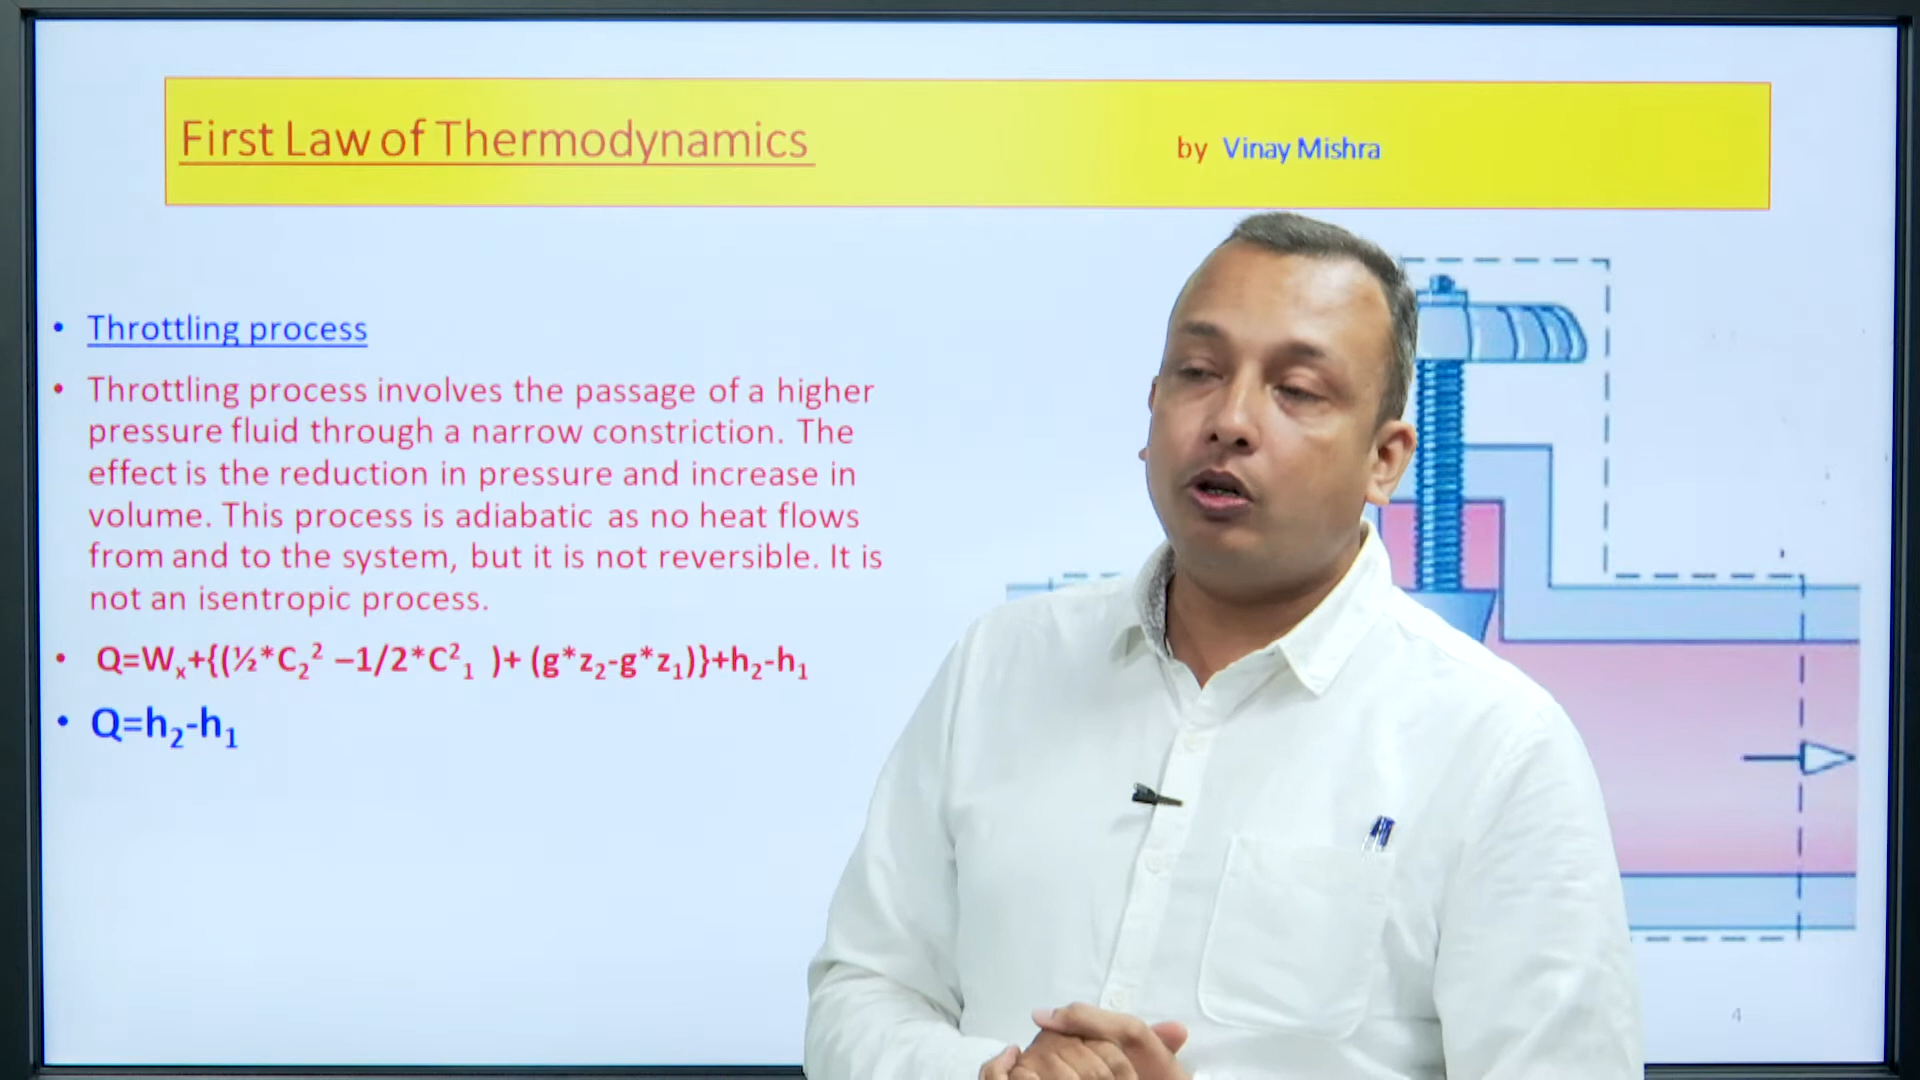 First Law of Thermodynamics by Vinay Mishra
• Throttling process
• Throttling process involves the passage of a higher
pressure fluid through a narrow constriction. The
effect is the reduction in pressure and increase in
volume. This process is adiabatic as no heat flows
from and to the system, but it is not reversible. It is
not an isentropic process.
• Q=Wₓ+{(½*C₂² –1/2*C²₁ )+ (g*z₂-g*z₁)}+h₂-h₁
• Q=h₂-h₁
4